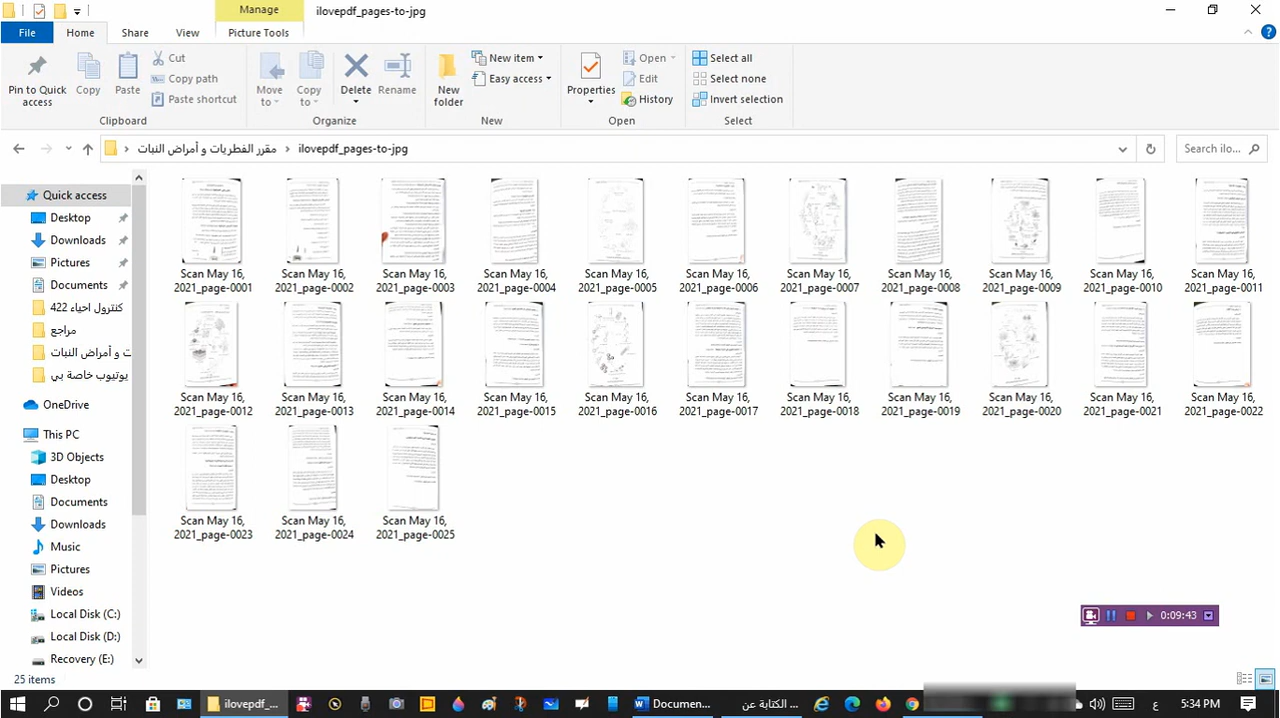 Manage
ilovepdf_pages-to-jpg
File
Home
Share
View
Picture Tools
Pin to Quick access
Copy
Paste
Cut
Copy path
Paste shortcut
Clipboard
Move to
Copy to
Delete
Rename
Organize
New folder
New item
Easy access
New
Properties
Open
Edit
History
Open
Select all
Select none
Invert selection
Select
مقرر الفطريات و أمراض النبات
ilovepdf_pages-to-jpg
Search ilo...
Quick access
Desktop
Downloads
Pictures
Documents
كنترول احياء 422
مراجع
ت و أمراض النبات
يوتيوب خاصة بي
OneDrive
This PC
3D Objects
Desktop
Documents
Downloads
Music
Pictures
Videos
Local Disk (C:)
Local Disk (D:)
Recovery (E:)
Scan May 16, 2021_page-0001
Scan May 16, 2021_page-0002
Scan May 16, 2021_page-0003
Scan May 16, 2021_page-0004
Scan May 16, 2021_page-0005
Scan May 16, 2021_page-0006
Scan May 16, 2021_page-0007
Scan May 16, 2021_page-0008
Scan May 16, 2021_page-0009
Scan May 16, 2021_page-0010
Scan May 16, 2021_page-0011
Scan May 16, 2021_page-0012
Scan May 16, 2021_page-0013
Scan May 16, 2021_page-0014
Scan May 16, 2021_page-0015
Scan May 16, 2021_page-0016
Scan May 16, 2021_page-0017
Scan May 16, 2021_page-0018
Scan May 16, 2021_page-0019
Scan May 16, 2021_page-0020
Scan May 16, 2021_page-0021
Scan May 16, 2021_page-0022
Scan May 16, 2021_page-0023
Scan May 16, 2021_page-0024
Scan May 16, 2021_page-0025
0:09:43
25 items
ilovepdf_...
Documen...
الكتابة عن ...
ع
5:34 PM